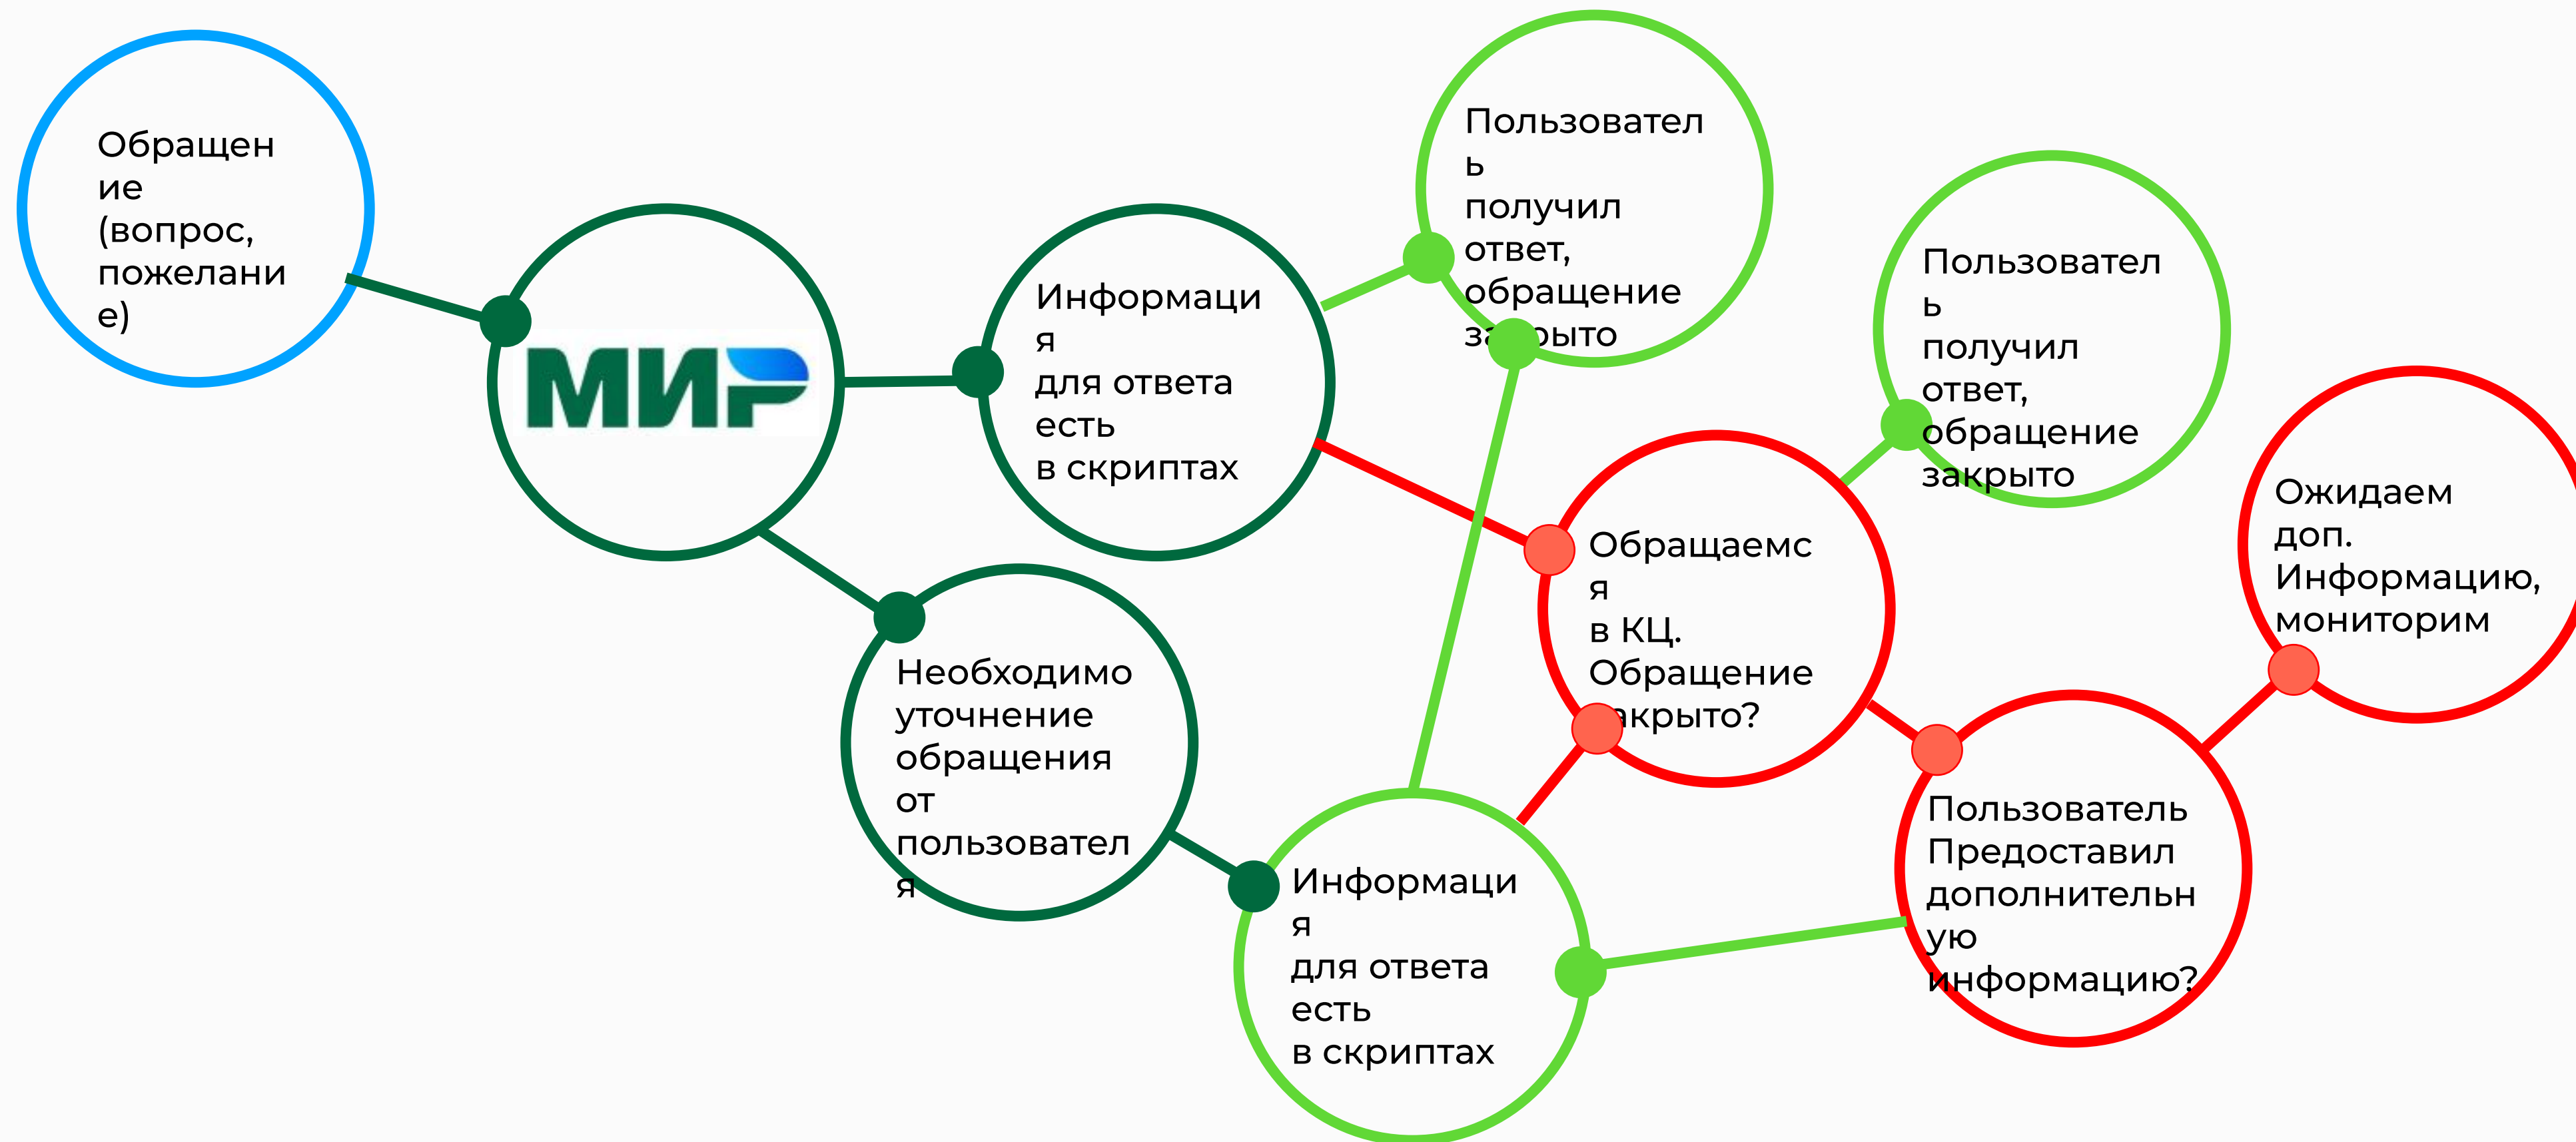 Обращен
ие
(вопрос,
пожелани
е)
МИР
Информаци
я
для ответа
есть
в скриптах
Пользовател
ь
получил
ответ,
обращение
закрыто
Пользовател
ь
получил
ответ,
обращение
закрыто
Ожидаем
доп.
Информацию,
мониторим
Обращаемс
я
в КЦ.
Обращение
закрыто?
Необходимо
уточнение
обращения
от
пользовател
я
Информаци
я
для ответа
есть
в скриптах
Пользователь
Предоставил
дополнительн
ую
информацию?